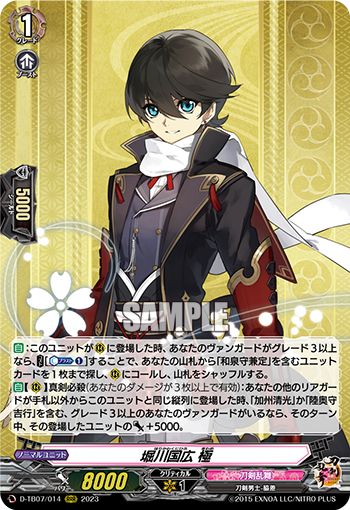 1
グレード
ブースト
5000
シールド
SAMPLE
自:このユニットがRに登場した時、あなたのヴァンガードがグレード3以上
なら、【コスト】[カウンターブラスト1]することで、あなたの山札から「和泉守兼定」を含むユニット
カードを1枚まで探し、Rにコールし、山札をシャッフルする。
自【R】真剣必殺(あなたのダメージが3枚以上で有効):あなたの他のリアガ
ードが手札以外からこのユニットと同じ縦列に登場した時、「加州清光」か「陸奥守
吉行」を含む、グレード3以上のあなたのヴァンガードがいるなら、そのターン
中、その登場したユニットの+5000。
ノーマルユニット
堀川国広 極
パワー
8000
クリティカル
1
刀剣乱舞
刀剣男士・脇差
D-TB07/014 RRR 2023
©2015 EXNOA LLC/NITRO PLUS